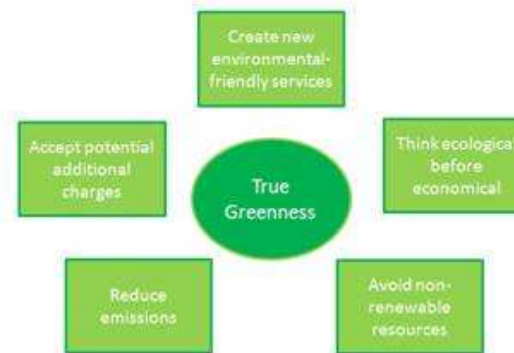 Create new
environmental-
friendly services
Accept potential
additional
charges
Think ecological
before
economical
True
Greenness
Reduce
emissions
Avoid non-
renewable
resources